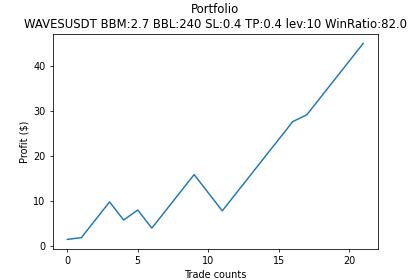 Portfolio
WAVESUSDT BBM:2.7 BBL:240 SL:0.4 TP:0.4 lev:10 WinRatio:82.0
40
30
20
10
0
Profit ($)
0 5 10 15 20
Trade counts